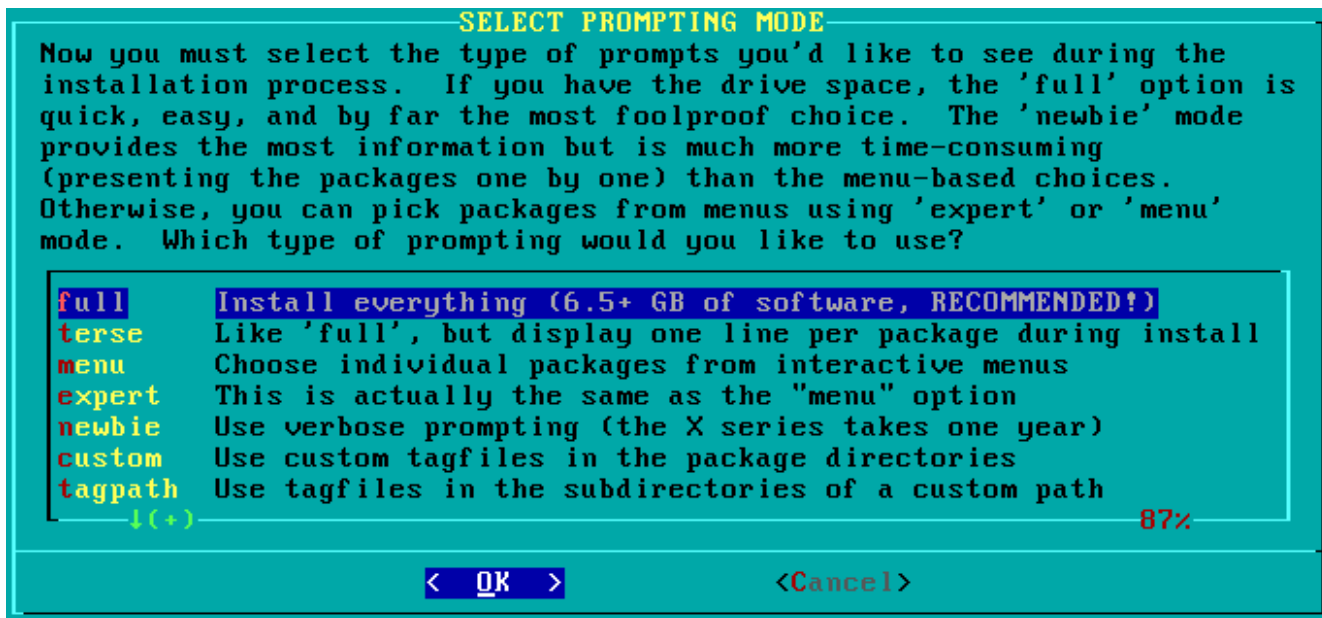 SELECT PROMPTING MODE
Now you must select the type of prompts you'd like to see during the
installation process.  If you have the drive space, the 'full' option is
quick, easy, and by far the most foolproof choice.  The 'newbie' mode
provides the most information but is much more time-consuming
(presenting the packages one by one) than the menu-based choices.
Otherwise, you can pick packages from menus using 'expert' or 'menu'
mode.  Which type of prompting would you like to use?
full Install everything (6.5+ GB of software, RECOMMENDED!)
terse Like 'full', but display one line per package during install
menu Choose individual packages from interactive menus
expert This is actually the same as the "menu" option
newbie Use verbose prompting (the X series takes one year)
custom Use custom tagfiles in the package directories
tagpath Use tagfiles in the subdirectories of a custom path
↓(+) 87%
< OK > <Cancel>